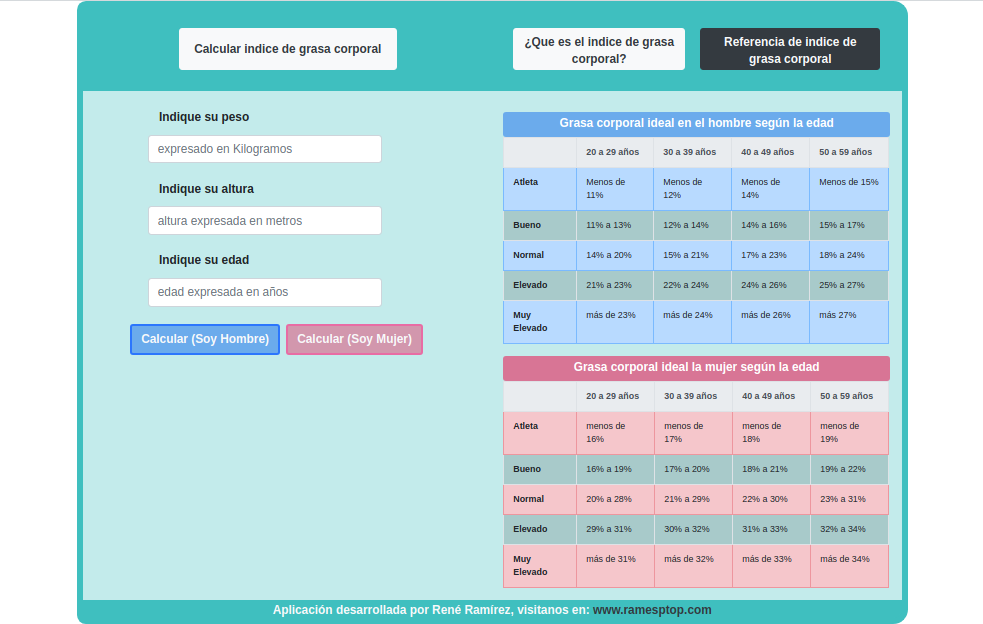 Calcular indice de grasa corporal
¿Que es el indice de grasa
corporal?
Referencia de indice de
grasa corporal
Indique su peso
expresado en Kilogramos
Indique su altura
altura expresada en metros
Indique su edad
edad expresada en años
Calcular (Soy Hombre) Calcular (Soy Mujer)
Grasa corporal ideal en el hombre según la edad
20 a 29 años 30 a 39 años 40 a 49 años 50 a 59 años
Atleta Menos de 11% Menos de 12% Menos de 14% Menos de 15%
Bueno 11% a 13% 12% a 14% 14% a 16% 15% a 17%
Normal 14% a 20% 15% a 21% 17% a 23% 18% a 24%
Elevado 21% a 23% 22% a 24% 24% a 26% 25% a 27%
Muy Elevado más de 23% más de 24% más de 26% más 27%
Grasa corporal ideal la mujer según la edad
20 a 29 años 30 a 39 años 40 a 49 años 50 a 59 años
Atleta menos de 16% menos de 17% menos de 18% menos de 19%
Bueno 16% a 19% 17% a 20% 18% a 21% 19% a 22%
Normal 20% a 28% 21% a 29% 22% a 30% 23% a 31%
Elevado 29% a 31% 30% a 32% 31% a 33% 32% a 34%
Muy Elevado más de 31% más de 32% más de 33% más de 34%
Aplicación desarrollada por René Ramírez, visitanos en: www.ramesptop.com